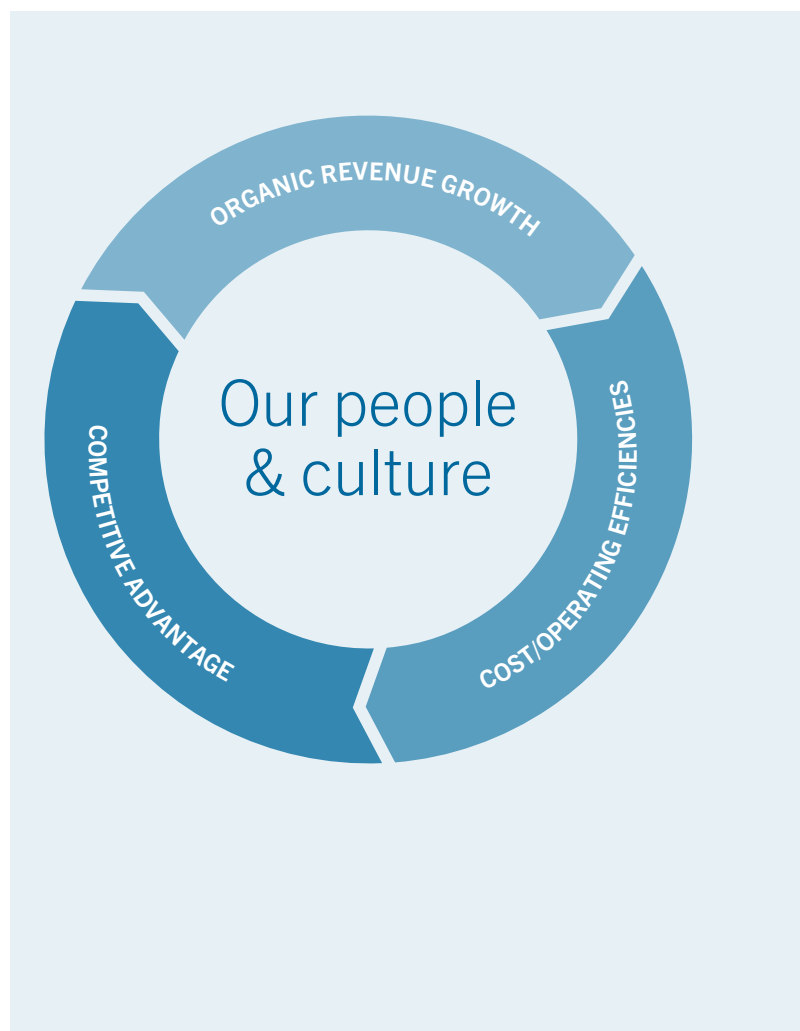 ORGANIC REVENUE GROWTH
Our people
& culture
COMPETITIVE ADVANTAGE
COST/OPERATING EFFICIENCIES